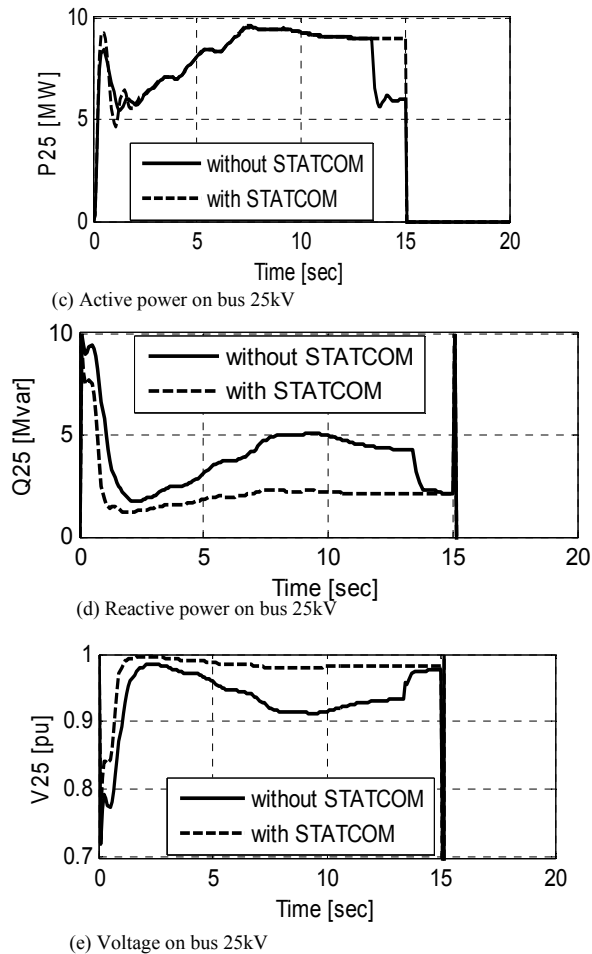 10
5
0
P25 [MW]
without STATCOM
with STATCOM
0 5 10 15 20
Time [sec]
(c) Active power on bus 25kV
10
5
0
Q25 [Mvar]
without STATCOM
with STATCOM
0 5 10 15 20
Time [sec]
(d) Reactive power on bus 25kV
1
0.9
0.8
0.7
V25 [pu]
without STATCOM
with STATCOM
0 5 10 15 20
Time [sec]
(e) Voltage on bus 25kV